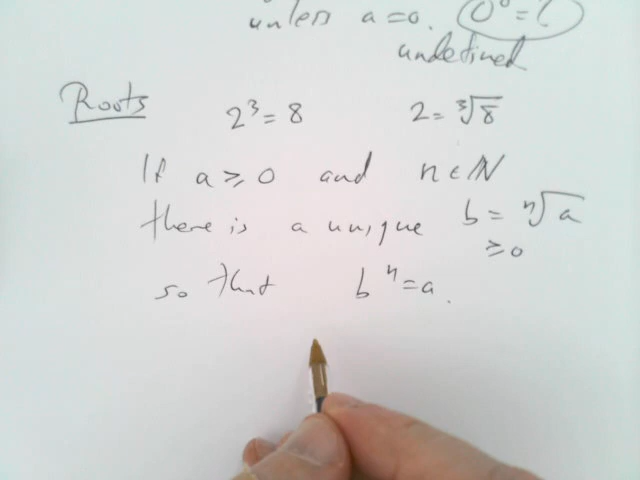 unless a=0. 0⁰=?
undefined
Roots 2³=8 2=∛8
If a≥0 and n∈ℕ
there is a unique b=ⁿ√a
≥0
so that bⁿ=a.